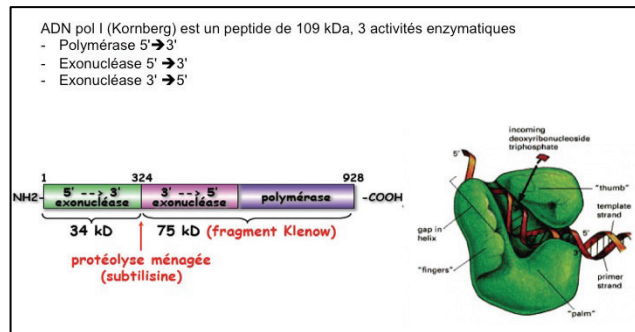 ADN pol I (Kornberg) est un peptide de 109 kDa, 3 activités enzymatiques
- Polymérase 5'➔3'
- Exonucléase 5' ➔3'
- Exonucléase 3' ➔5'
1 324 928
NH2- 5' --> 3' exonucléase 3' --> 5' exonucléase polymérase -COOH
34 kD 75 kD (fragment Klenow)
protéolyse ménagée
(subtilisine)
incoming
deoxyribonucleoside
triphosphate
5'
"thumb"
template
strand
gap in
helix
5'
3'
"fingers"
primer
strand
"palm"